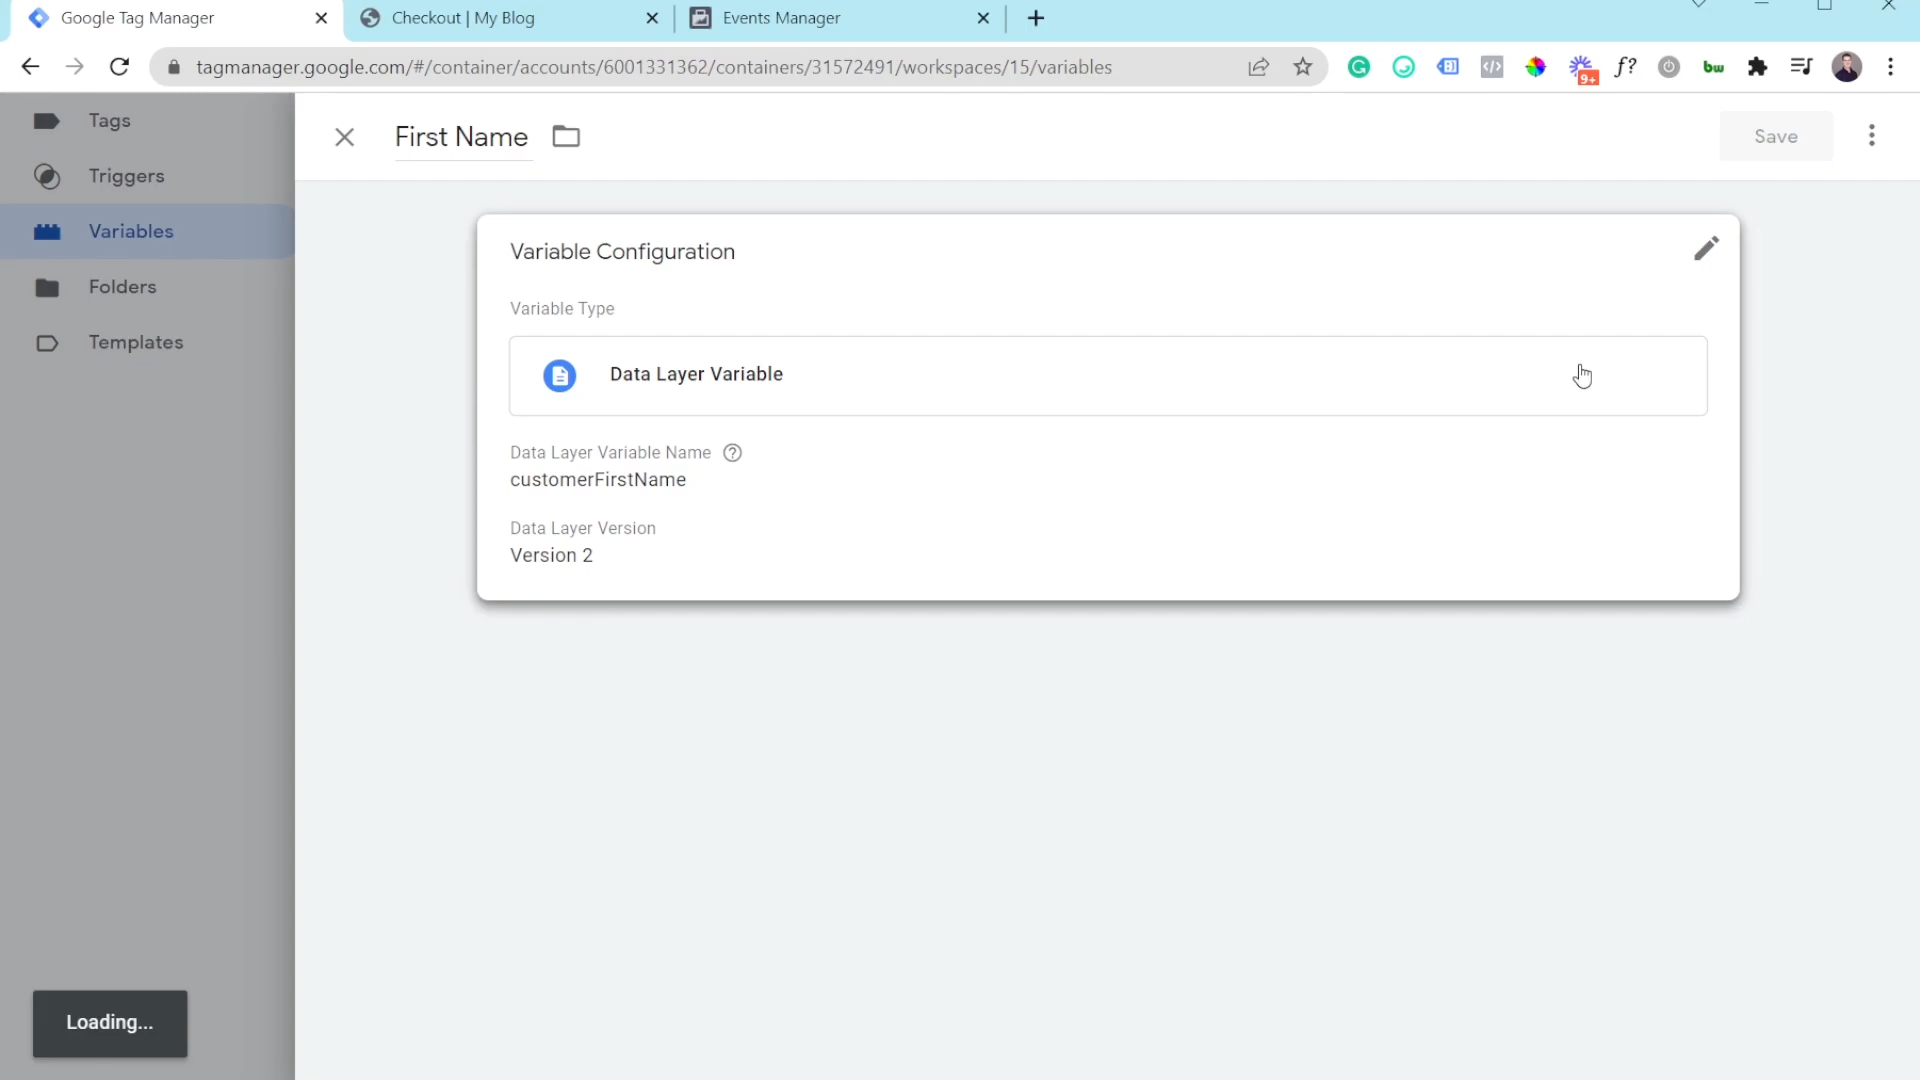 Google Tag Manager
Checkout | My Blog
Events Manager
tagmanager.google.com/#/container/accounts/6001331362/containers/31572491/workspaces/15/variables
9+
f?
bw
Tags
Triggers
Variables
Folders
Templates
First Name
Save
Variable Configuration
Variable Type
Data Layer Variable
Data Layer Variable Name
customerFirstName
Data Layer Version
Version 2
Loading...